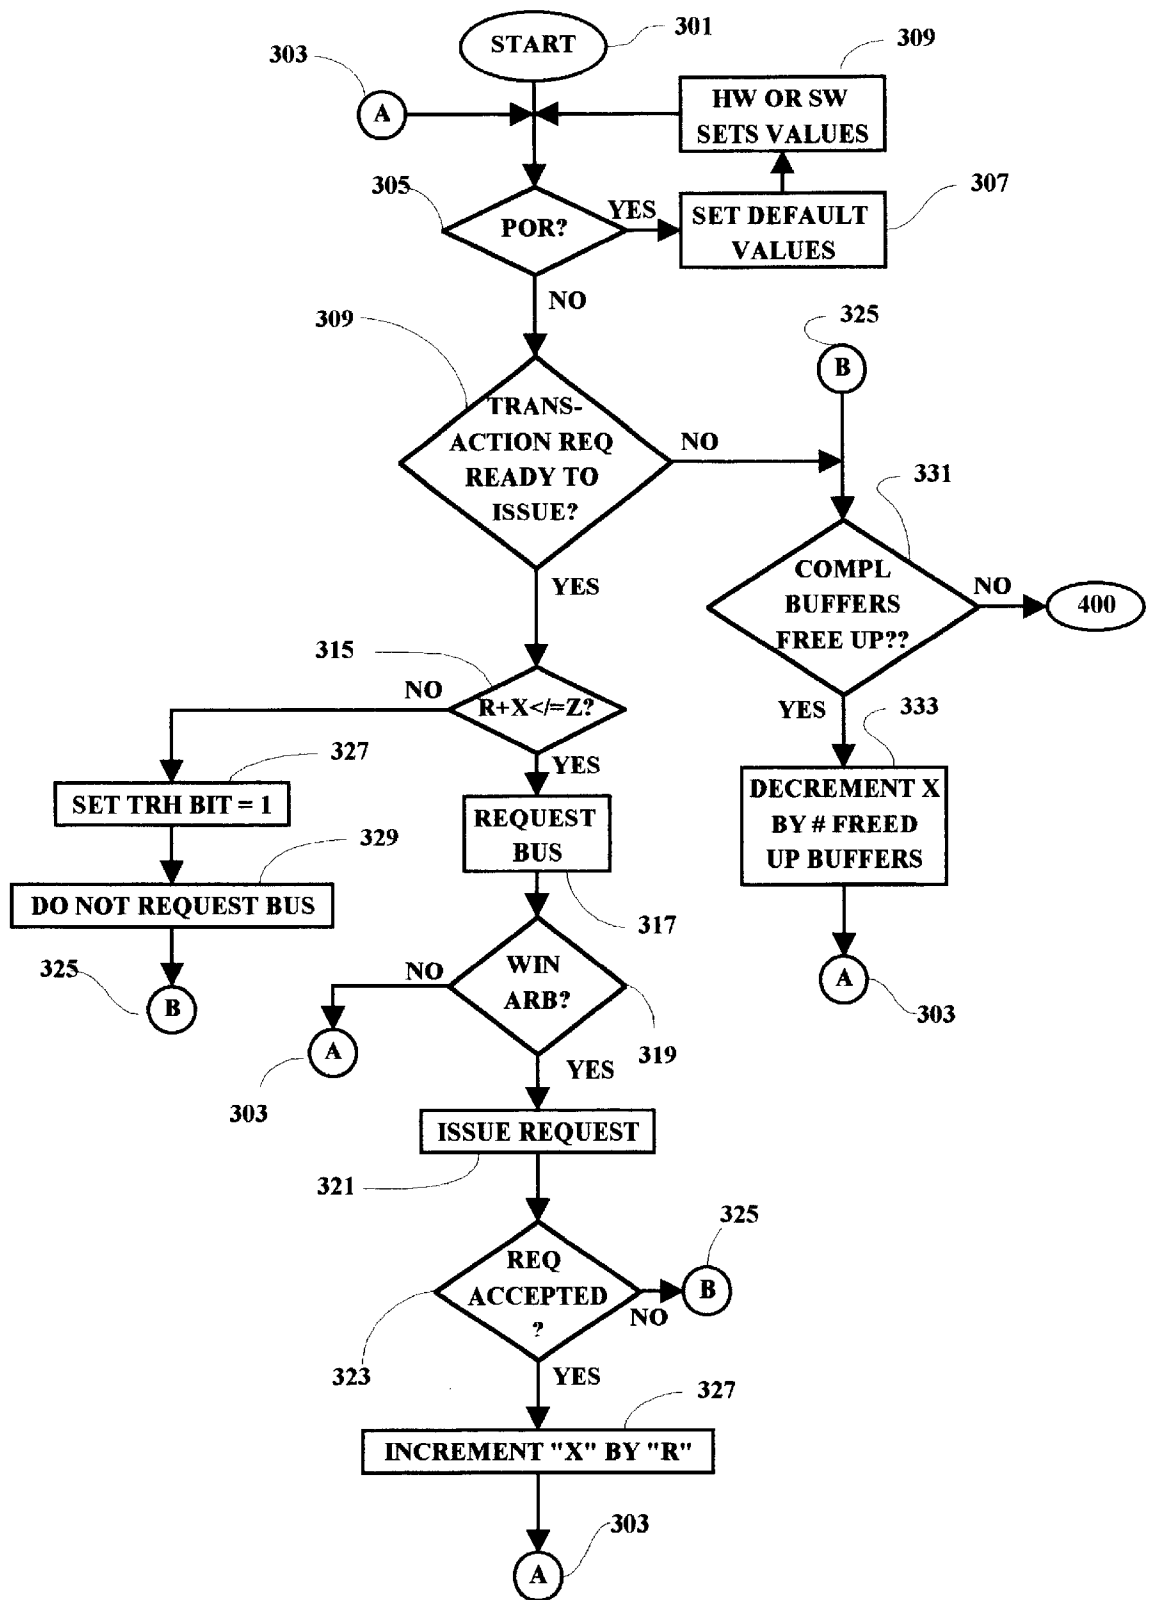 START
301
303
A
309
HW OR SW
SETS VALUES
305
POR?
YES
SET DEFAULT
VALUES
307
NO
309
TRANS-
ACTION REQ
READY TO
ISSUE?
NO
325
B
331
COMPL
BUFFERS
FREE UP??
NO
400
YES
315
R+X</=Z?
NO
YES
YES
333
DECREMENT X
BY # FREED
UP BUFFERS
A
303
327
SET TRH BIT = 1
329
DO NOT REQUEST BUS
325
B
REQUEST
BUS
317
WIN
ARB?
NO
319
A
303
YES
ISSUE REQUEST
321
REQ
ACCEPTED
?
323
NO
325
B
YES
327
INCREMENT "X" BY "R"
303
A